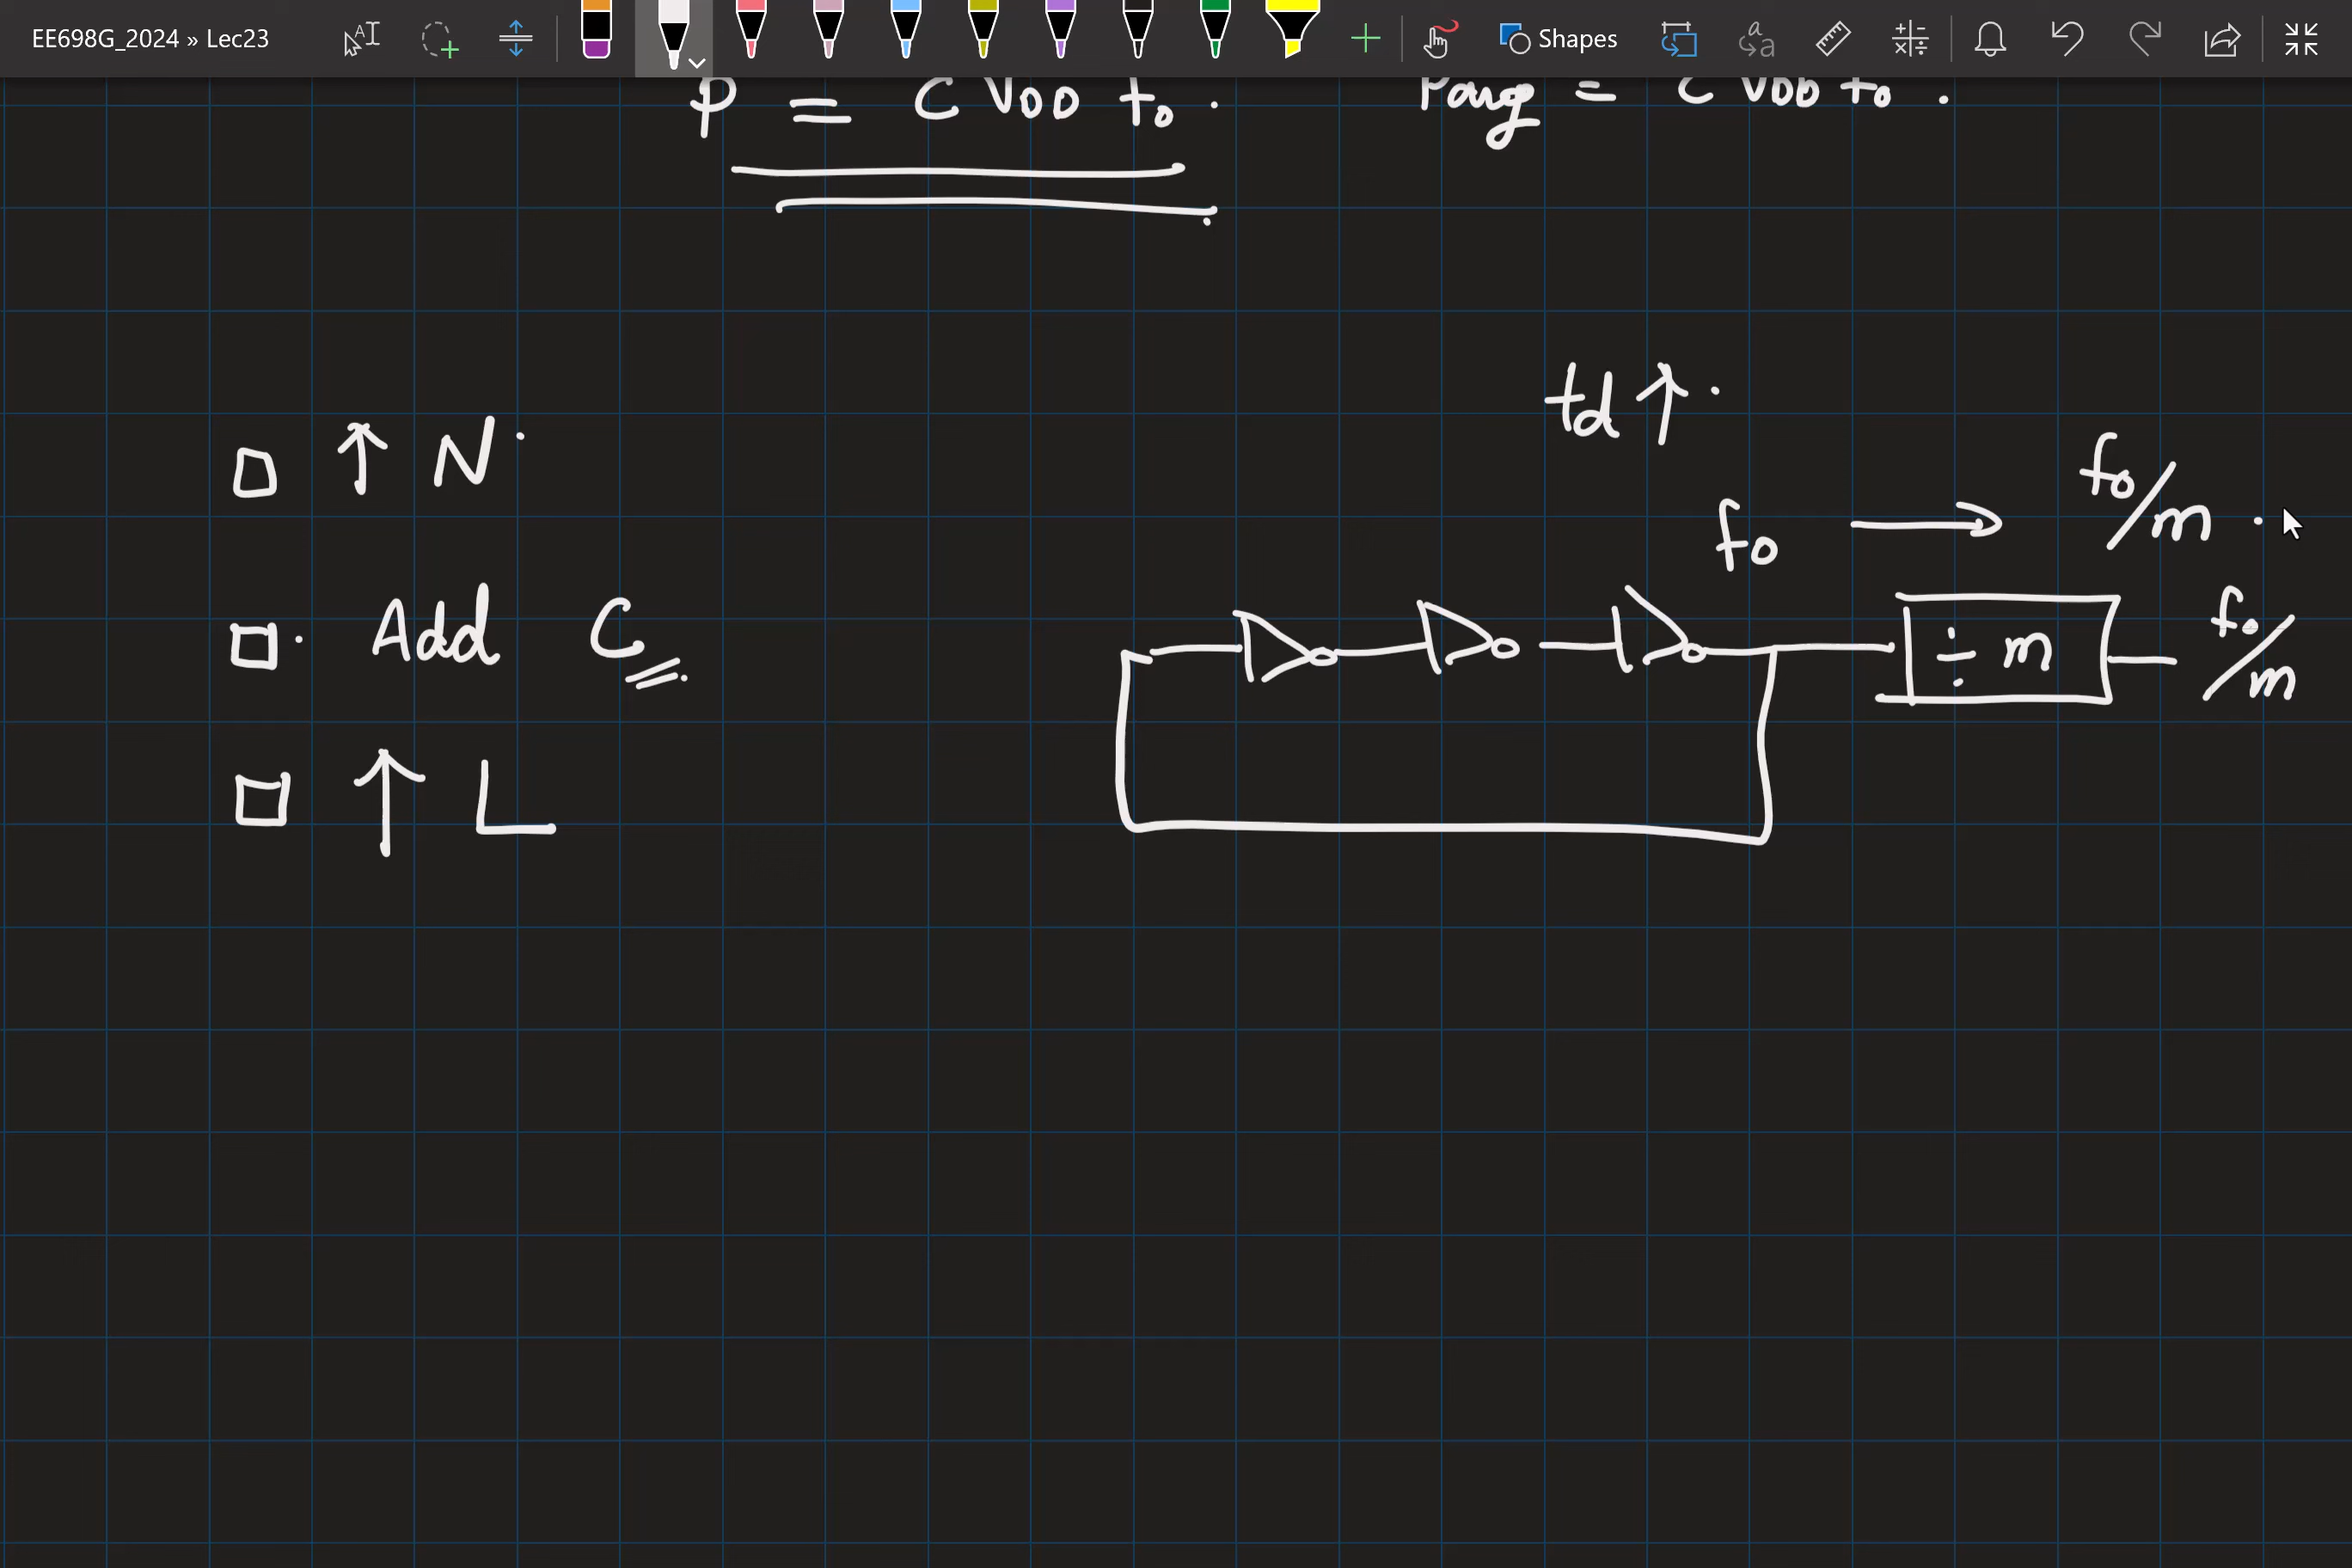 EE698G_2024 » Lec23 Shapes
P = C VDD f₀ . Pavg = C VDD f₀ .
td ↑ .
□ ↑ N .
f₀ → f₀/m .
□ . Add C .
÷ m f₀/m
□ ↑ L